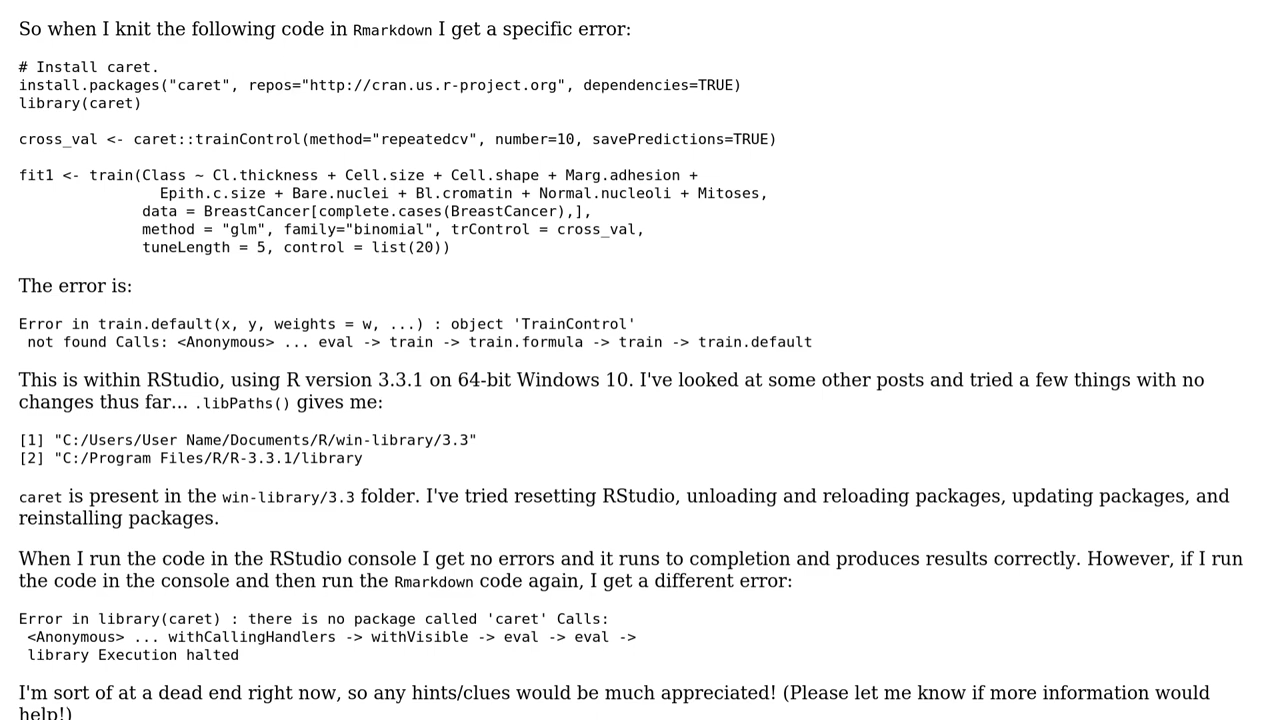 So when I knit the following code in Rmarkdown I get a specific error:
# Install caret.
install.packages("caret", repos="http://cran.us.r-project.org", dependencies=TRUE)
library(caret)
cross_val <- caret::trainControl(method="repeatedcv", number=10, savePredictions=TRUE)
fit1 <- train(Class ~ Cl.thickness + Cell.size + Cell.shape + Marg.adhesion +
                Epith.c.size + Bare.nuclei + Bl.cromatin + Normal.nucleoli + Mitoses,
              data = BreastCancer[complete.cases(BreastCancer),],
              method = "glm", family="binomial", trControl = cross_val,
              tuneLength = 5, control = list(20))
The error is:
Error in train.default(x, y, weights = w, ...) : object 'TrainControl'
 not found Calls: <Anonymous> ... eval -> train -> train.formula -> train -> train.default
This is within RStudio, using R version 3.3.1 on 64-bit Windows 10. I've looked at some other posts and tried a few things with no
changes thus far... .libPaths() gives me:
[1] "C:/Users/User Name/Documents/R/win-library/3.3"
[2] "C:/Program Files/R/R-3.3.1/library
caret is present in the win-library/3.3 folder. I've tried resetting RStudio, unloading and reloading packages, updating packages, and
reinstalling packages.
When I run the code in the RStudio console I get no errors and it runs to completion and produces results correctly. However, if I run
the code in the console and then run the Rmarkdown code again, I get a different error:
Error in library(caret) : there is no package called 'caret' Calls:
 <Anonymous> ... withCallingHandlers -> withVisible -> eval -> eval ->
 library Execution halted
I'm sort of at a dead end right now, so any hints/clues would be much appreciated! (Please let me know if more information would
help!)